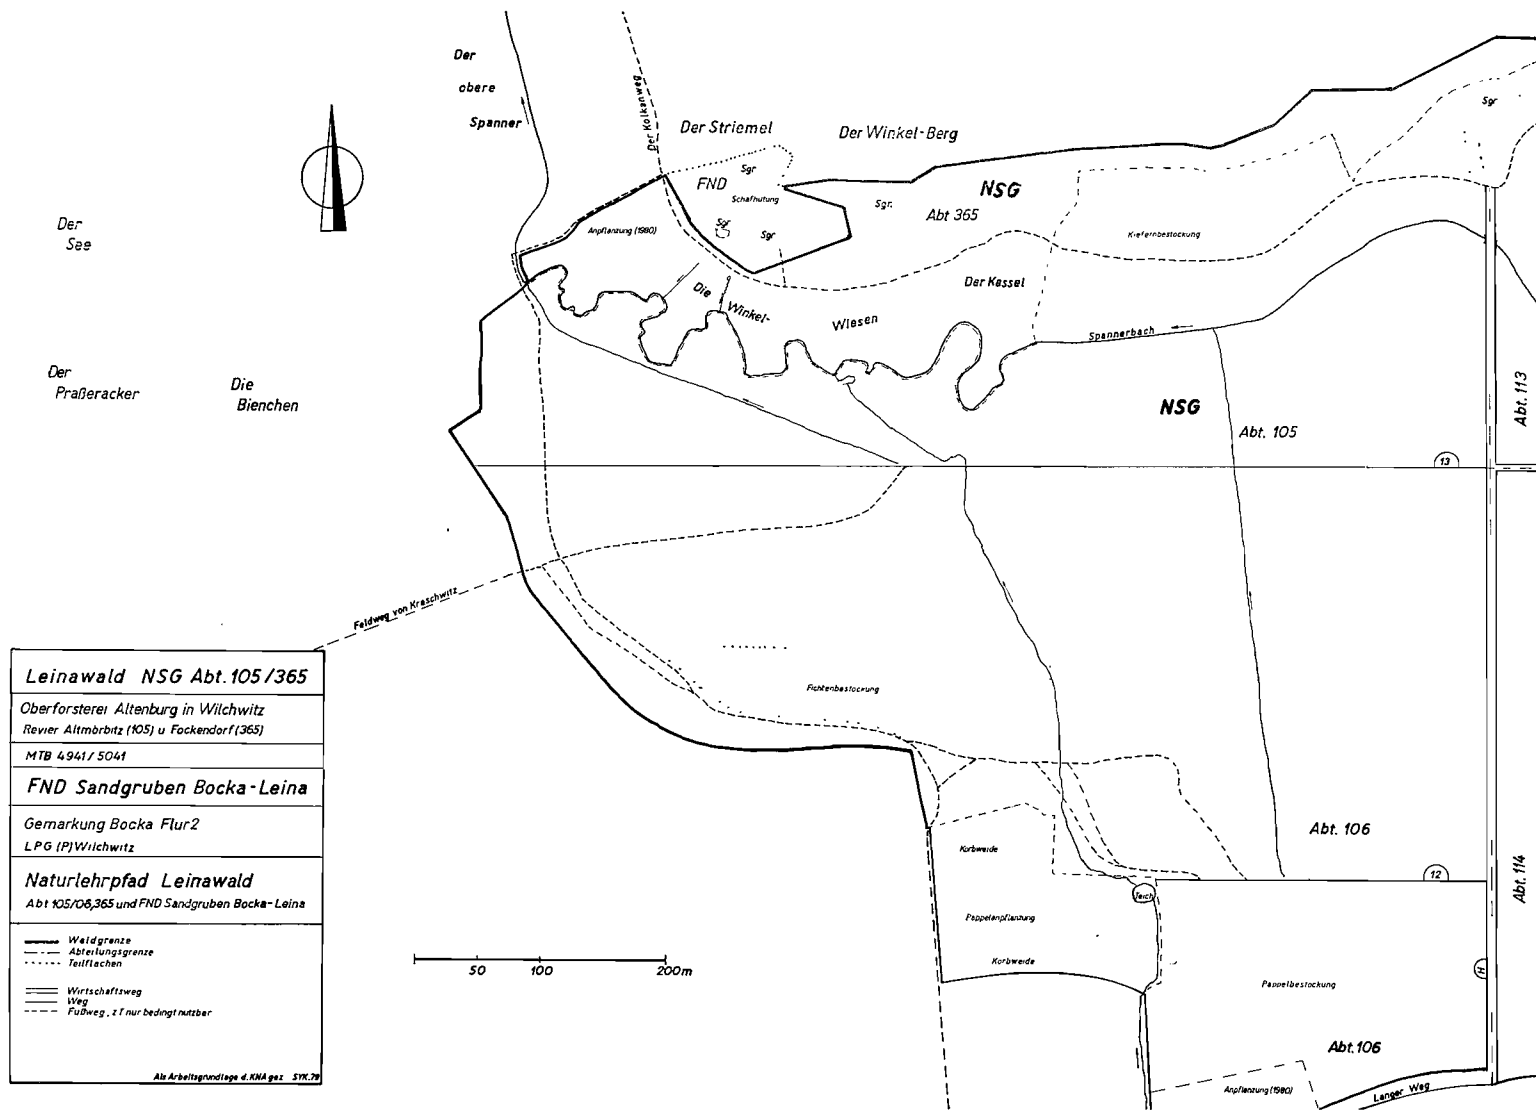 Der
obere
Spanner
Der Kolkanweg
Der Striemel
Der Winkel-Berg
Sgr
FND
Sgr
Schafhutung
Sgr
Sgr
Sgr.
NSG
Abt 365
Der
See
Anpflanzung (1980)
Kiefernbestockung
Der Kessel
Die
Winkel-
Wiesen
Spannerbach
Der
Praßeracker
Die
Bienchen
NSG
Abt. 105
Abt. 113
13
Feldweg von Kraschwitz
Fichtenbestockung
Abt. 106
12
Abt. 114
Korbweide
Teich
Pappelanpflanzung
Korbweide
H
Pappelbestockung
Abt. 106
Anpflanzung (1980)
Langer Weg
Leinawald NSG Abt. 105/365
Oberforsterei Altenburg in Wilchwitz
Revier Altmörbitz (105) u Fockendorf (365)
MTB 4941/5041
FND Sandgruben Bocka-Leina
Gemarkung Bocka Flur 2
LPG (P) Wilchwitz
Naturlehrpfad Leinawald
Abt 105/06,365 und FND Sandgruben Bocka-Leina
Waldgrenze
Abteilungsgrenze
Teilflachen
Wirtschaftsweg
Weg
Fußweg, z T nur bedingt nutzbar
Als Arbeitsgrundlage d. KNA gez SYK.79
50 100 200m